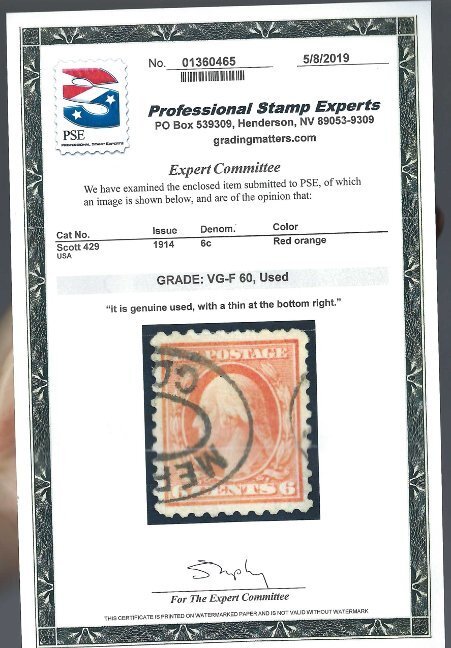 No. 01360465 5/8/2019
PSE
PROFESSIONAL STAMP EXPERTS
Professional Stamp Experts
PO Box 539309, Henderson, NV 89053-9309
gradingmatters.com
Expert Committee
We have examined the enclosed item submitted to PSE, of which
an image is shown below, and are of the opinion that:
Cat No. Issue Denom. Color
Scott 429 1914 6c Red orange
USA
GRADE: VG-F 60, Used
"it is genuine used, with a thin at the bottom right."
POSTAGE
6 CENTS 6
For The Expert Committee
THIS CERTIFICATE IS PRINTED ON WATERMARKED PAPER AND IS NOT VALID WITHOUT WATERMARK